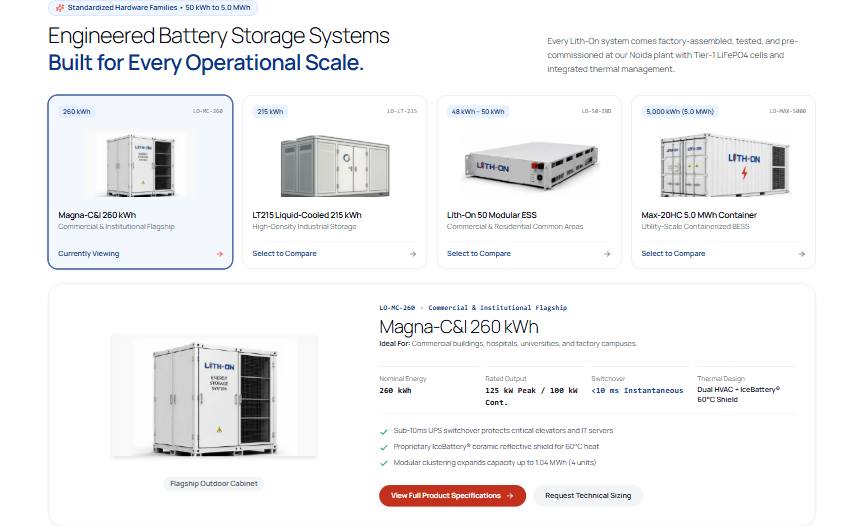 Standardized Hardware Families • 50 kWh to 5.0 MWh
Engineered Battery Storage Systems
Built for Every Operational Scale.
Every Lith-On system comes factory-assembled, tested, and pre-
commissioned at our Noida plant with Tier-1 LiFePO4 cells and
integrated thermal management.
260 kWh
LO-MC-260
LITH-ON
ENERGY
STORAGE
SYSTEM
Magna-C&I 260 kWh
Commercial & Institutional Flagship
Currently Viewing →
215 kWh
LO-LT-215
LT215 Liquid-Cooled 215 kWh
High-Density Industrial Storage
Select to Compare →
48 kWh – 50 kWh
LO-50-IND
LITH-ON
Lith-On 50 Modular ESS
Commercial & Residential Common Areas
Select to Compare →
5,000 kWh (5.0 MWh)
LO-MAX-5000
LITH-ON
Max-20HC 5.0 MWh Container
Utility-Scale Containerized BESS
Select to Compare →
LITH-ON
ENERGY
STORAGE
SYSTEM
Flagship Outdoor Cabinet
LO-MC-260 • Commercial & Institutional Flagship
Magna-C&I 260 kWh
Ideal For: Commercial buildings, hospitals, universities, and factory campuses.
Nominal Energy
260 kWh
Rated Output
125 kW Peak / 100 kW
Cont.
Switchover
<10 ms Instantaneous
Thermal Design
Dual HVAC + IceBattery®
60°C Shield
Sub-10ms UPS switchover protects critical elevators and IT servers
Proprietary IceBattery® ceramic reflective shield for 60°C heat
Modular clustering expands capacity up to 1.04 MWh (4 units)
View Full Product Specifications →
Request Technical Sizing